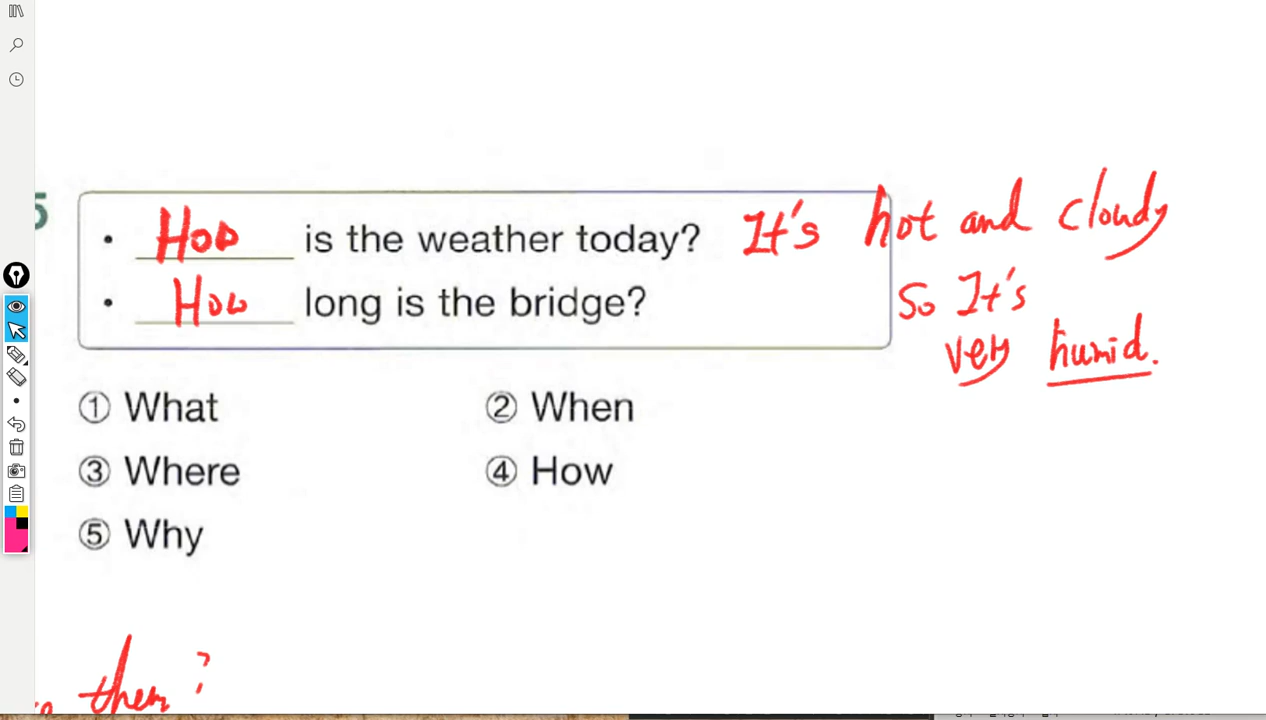 5
• How is the weather today? It's hot and cloudy
• How long is the bridge? So It's
very humid.
① What ② When
③ Where ④ How
⑤ Why
them?